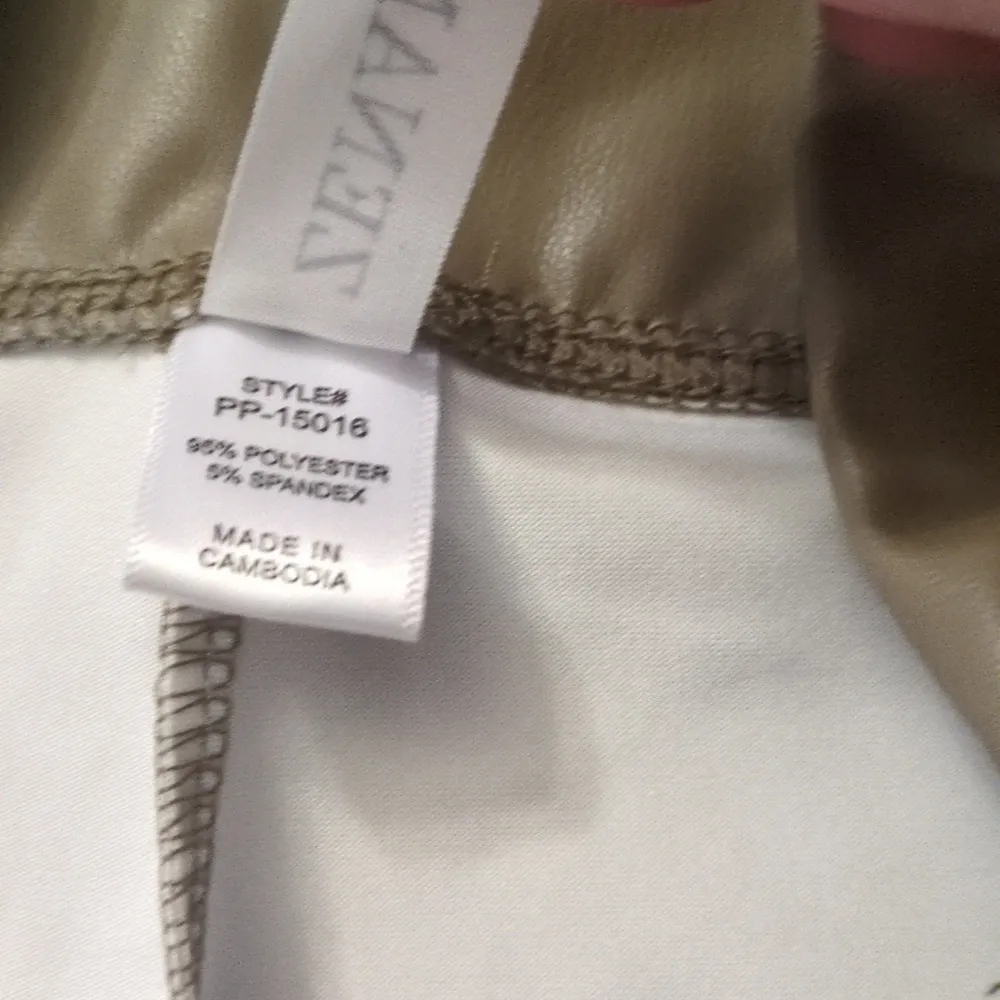 STYLE#
PP-15016
95% POLYESTER
5% SPANDEX
MADE IN
CAMBODIA